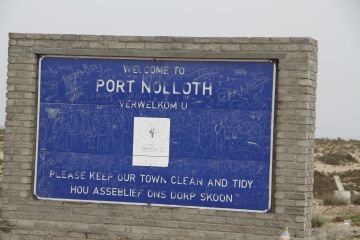 WELCOME TO
PORT NOLLOTH
VERWELKOM U
PLEASE KEEP OUR TOWN CLEAN AND TIDY
HOU ASSEBLIEF ONS DORP SKOON